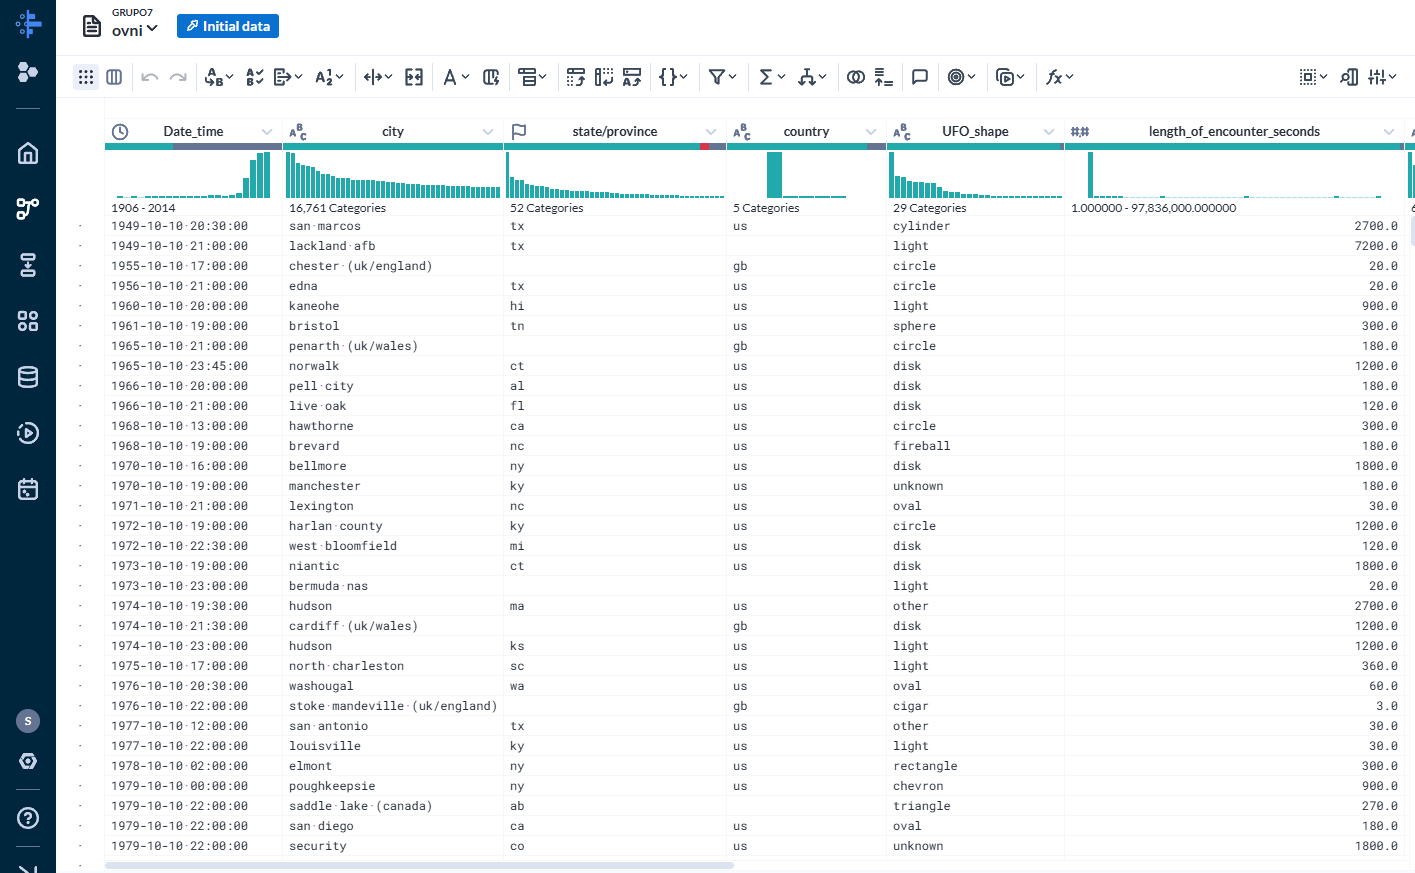 GRUPO7
ovni
Initial data
Date_time city state/province country UFO_shape length_of_encounter_seconds
1906 - 2014 16,761 Categories 52 Categories 5 Categories 29 Categories 1.000000 - 97,836,000.000000
1949-10-10·20:30:00 san·marcos tx us cylinder 2700.0
1949-10-10·21:00:00 lackland·afb tx light 7200.0
1955-10-10·17:00:00 chester·(uk/england) gb circle 20.0
1956-10-10·21:00:00 edna tx us circle 20.0
1960-10-10·20:00:00 kaneohe hi us light 900.0
1961-10-10·19:00:00 bristol tn us sphere 300.0
1965-10-10·21:00:00 penarth·(uk/wales) gb circle 180.0
1965-10-10·23:45:00 norwalk ct us disk 1200.0
1966-10-10·20:00:00 pell·city al us disk 180.0
1966-10-10·21:00:00 live·oak fl us disk 120.0
1968-10-10·13:00:00 hawthorne ca us circle 300.0
1968-10-10·19:00:00 brevard nc us fireball 180.0
1970-10-10·16:00:00 bellmore ny us disk 1800.0
1970-10-10·19:00:00 manchester ky us unknown 180.0
1971-10-10·21:00:00 lexington nc us oval 30.0
1972-10-10·19:00:00 harlan·county ky us circle 1200.0
1972-10-10·22:30:00 west·bloomfield mi us disk 120.0
1973-10-10·19:00:00 niantic ct us disk 1800.0
1973-10-10·23:00:00 bermuda·nas light 20.0
1974-10-10·19:30:00 hudson ma us other 2700.0
1974-10-10·21:30:00 cardiff·(uk/wales) gb disk 1200.0
1974-10-10·23:00:00 hudson ks us light 1200.0
1975-10-10·17:00:00 north·charleston sc us light 360.0
1976-10-10·20:30:00 washougal wa us oval 60.0
1976-10-10·22:00:00 stoke·mandeville·(uk/england) gb cigar 3.0
1977-10-10·12:00:00 san·antonio tx us other 30.0
1977-10-10·22:00:00 louisville ky us light 30.0
1978-10-10·02:00:00 elmont ny us rectangle 300.0
1979-10-10·00:00:00 poughkeepsie ny us chevron 900.0
1979-10-10·22:00:00 saddle·lake·(canada) ab triangle 270.0
1979-10-10·22:00:00 san·diego ca us oval 180.0
1979-10-10·22:00:00 security co us unknown 1800.0
S